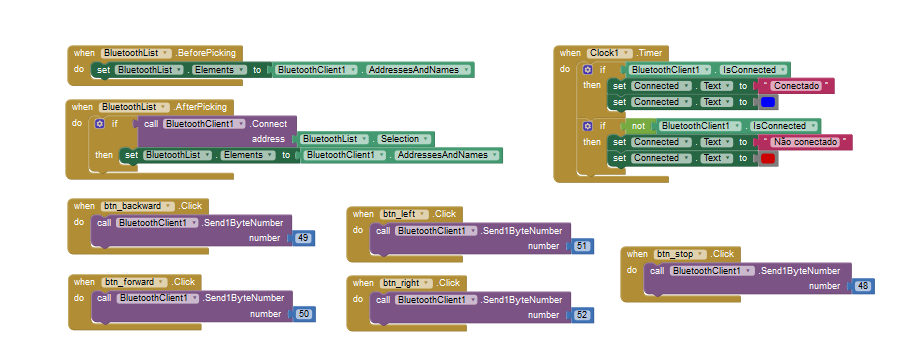 when BluetoothList .BeforePicking
do set BluetoothList . Elements to BluetoothClient1 . AddressesAndNames
when BluetoothList .AfterPicking
do if call BluetoothClient1 .Connect
address BluetoothList . Selection
then set BluetoothList . Elements to BluetoothClient1 . AddressesAndNames
when Clock1 .Timer
do if BluetoothClient1 . IsConnected
then set Connected . Text to " Conectado "
set Connected . Text to
if not BluetoothClient1 . IsConnected
then set Connected . Text to " Não conectado "
set Connected . Text to
when btn_backward .Click
do call BluetoothClient1 .Send1ByteNumber
number 49
when btn_forward .Click
do call BluetoothClient1 .Send1ByteNumber
number 50
when btn_left .Click
do call BluetoothClient1 .Send1ByteNumber
number 51
when btn_right .Click
do call BluetoothClient1 .Send1ByteNumber
number 52
when btn_stop .Click
do call BluetoothClient1 .Send1ByteNumber
number 48